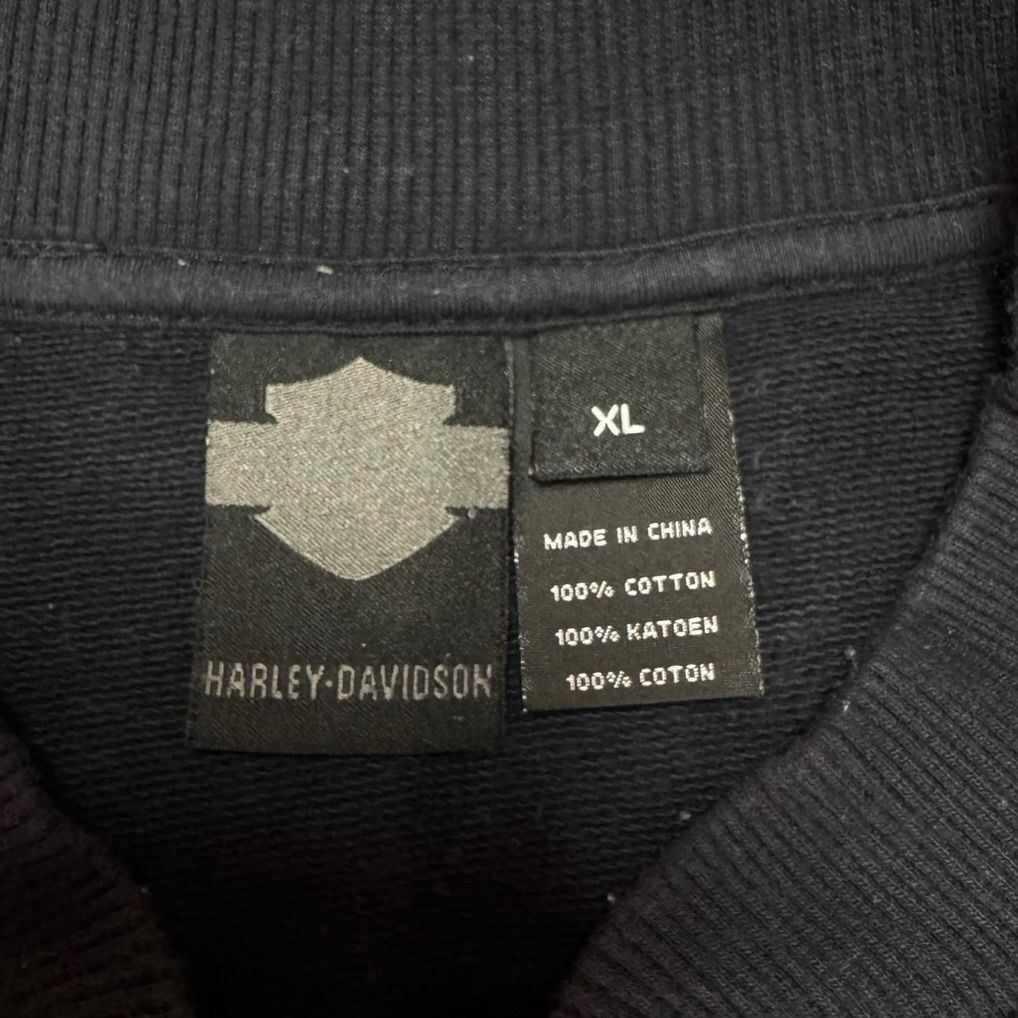 HARLEY-DAVIDSON
XL
MADE IN CHINA
100% COTTON
100% KATOEN
100% COTON